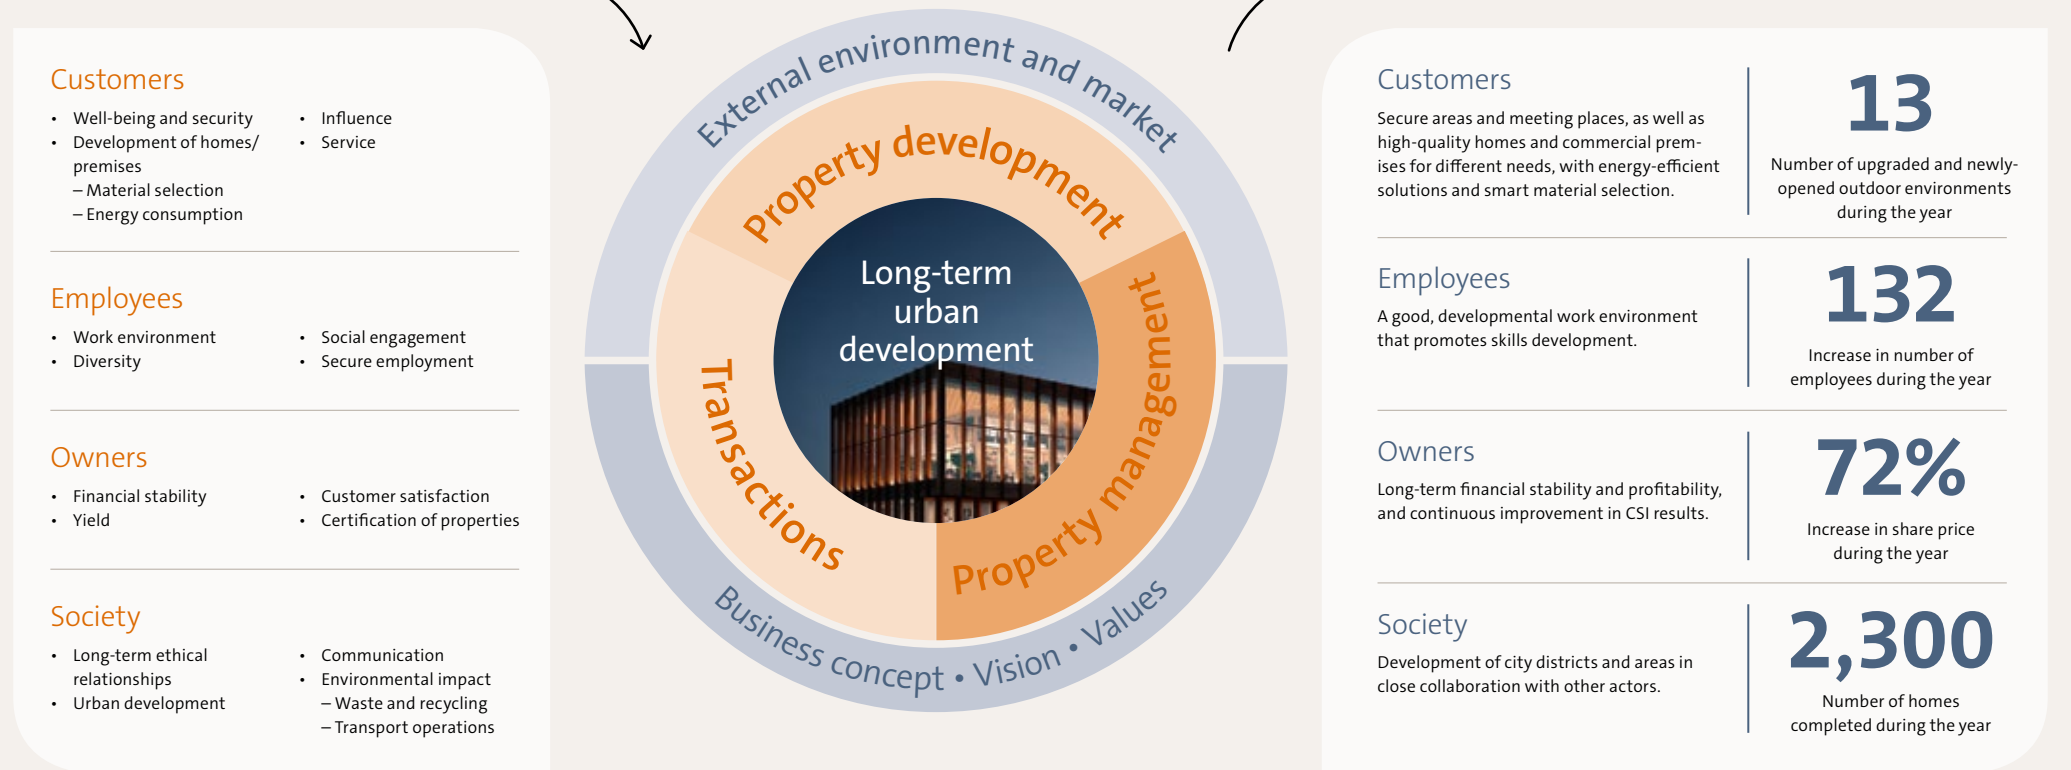 Customers
• Well-being and security
• Development of homes/
premises
– Material selection
– Energy consumption
• Influence
• Service
Employees
• Work environment
• Diversity
• Social engagement
• Secure employment
Owners
• Financial stability
• Yield
• Customer satisfaction
• Certification of properties
Society
• Long-term ethical
relationships
• Urban development
• Communication
• Environmental impact
– Waste and recycling
– Transport operations
External environment and market
Property development
Property management
Transactions
Long-term
urban
development
Business concept • Vision • Values
Customers
Secure areas and meeting places, as well as
high-quality homes and commercial prem-
ises for different needs, with energy-efficient
solutions and smart material selection.
13
Number of upgraded and newly-
opened outdoor environments
during the year
Employees
A good, developmental work environment
that promotes skills development.
132
Increase in number of
employees during the year
Owners
Long-term financial stability and profitability,
and continuous improvement in CSI results.
72%
Increase in share price
during the year
Society
Development of city districts and areas in
close collaboration with other actors.
2,300
Number of homes
completed during the year